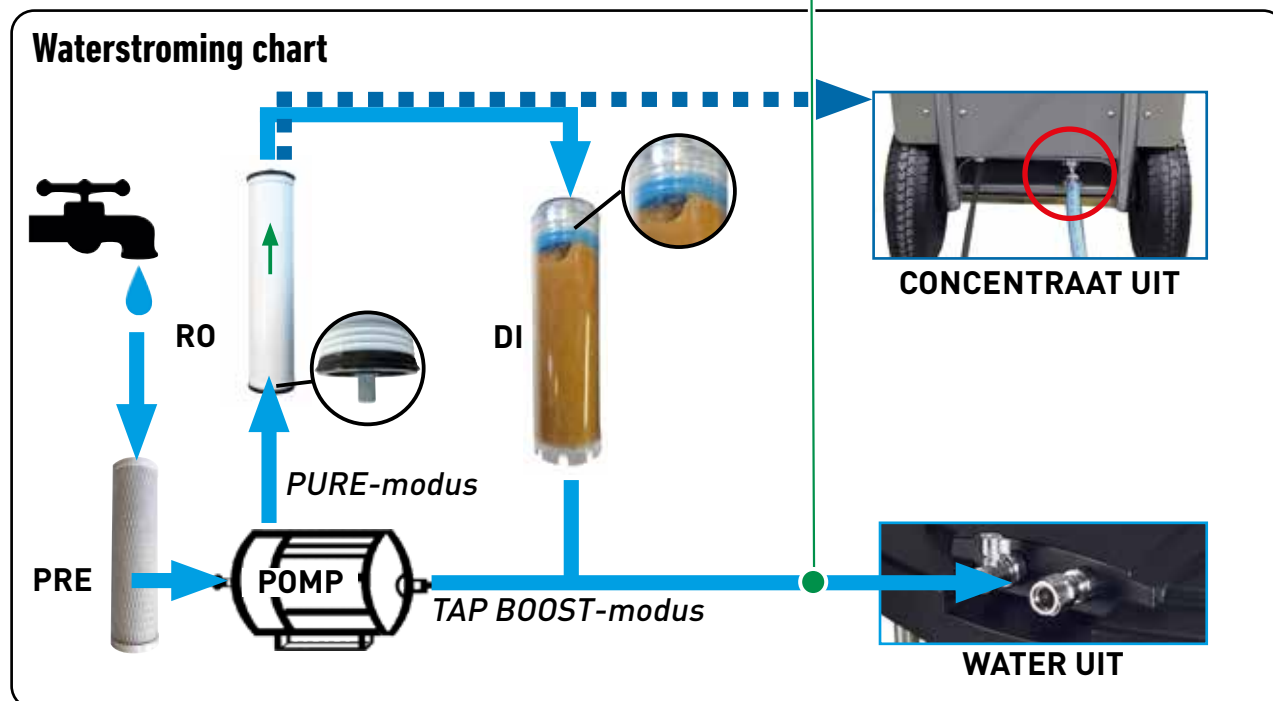 Waterstroming chart
CONCENTRAAT UIT
RO
DI
PURE-modus
PRE
POMP
TAP BOOST-modus
WATER UIT